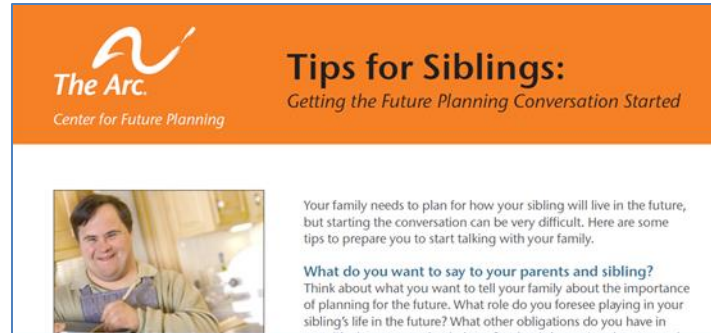 The Arc.
Center for Future Planning
Tips for Siblings:
Getting the Future Planning Conversation Started
Your family needs to plan for how your sibling will live in the future,
but starting the conversation can be very difficult. Here are some
tips to prepare you to start talking with your family.
What do you want to say to your parents and sibling?
Think about what you want to tell your family about the importance
of planning for the future. What role do you foresee playing in your
sibling's life in the future? What other obligations do you have in